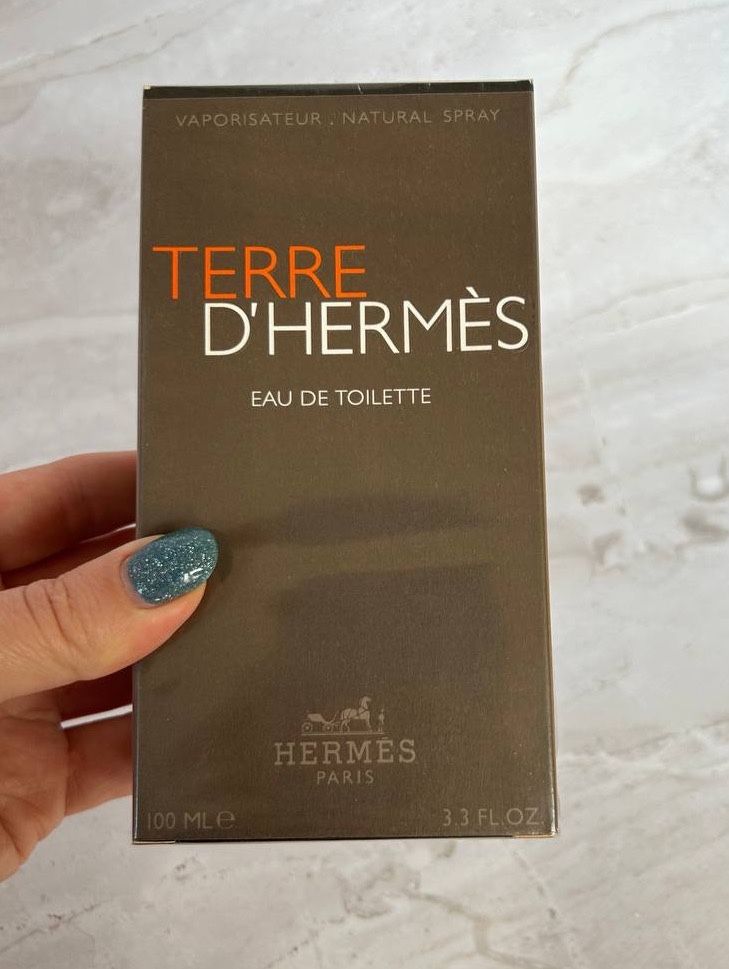 VAPORISATEUR . NATURAL SPRAY
TERRE
D'HERMÈS
EAU DE TOILETTE
HERMÈS
PARIS
100 ML ℮
3.3 FL.OZ.